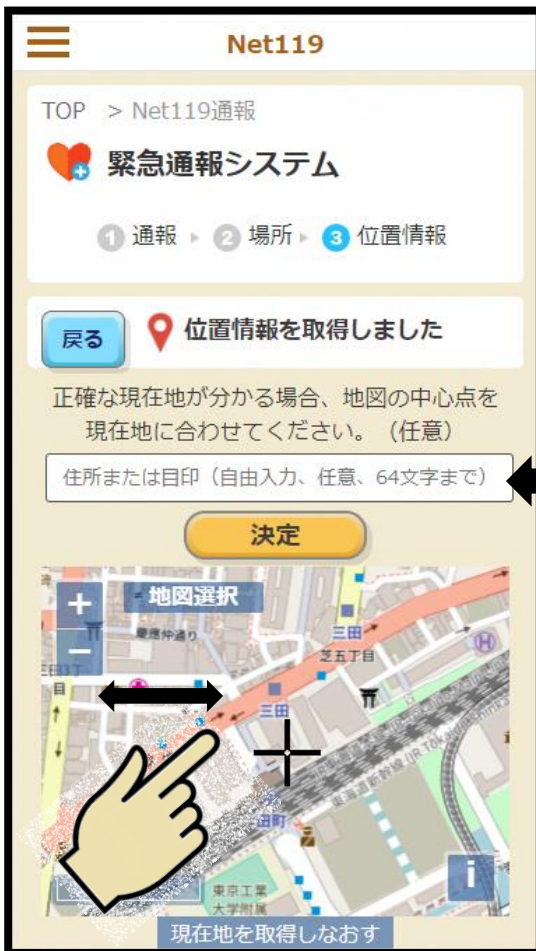 Net119
TOP > Net119通報
緊急通報システム
1 通報 ▶ 2 場所 ▶ 3 位置情報
戻る
位置情報を取得しました
正確な現在地が分かる場合、地図の中心点を
現在地に合わせてください。（任意）
住所または目印（自由入力、任意、64文字まで）
決定
+
地図選択
−
慶應仲通り
三田
芝五丁目
H
目
三田
田町
東京工業
大学附属
i
現在地を取得しなおす